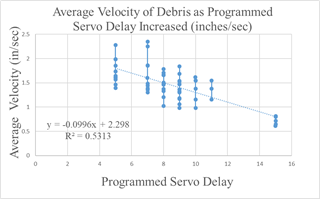 Average Velocity of Debris as Programmed
Servo Delay Increased (inches/sec)
Average Velocity (in/sec)
2.5
2
1.5
1
0.5
0
y = -0.0996x + 2.298
R² = 0.5313
0 2 4 6 8 10 12 14 16
Programmed Servo Delay